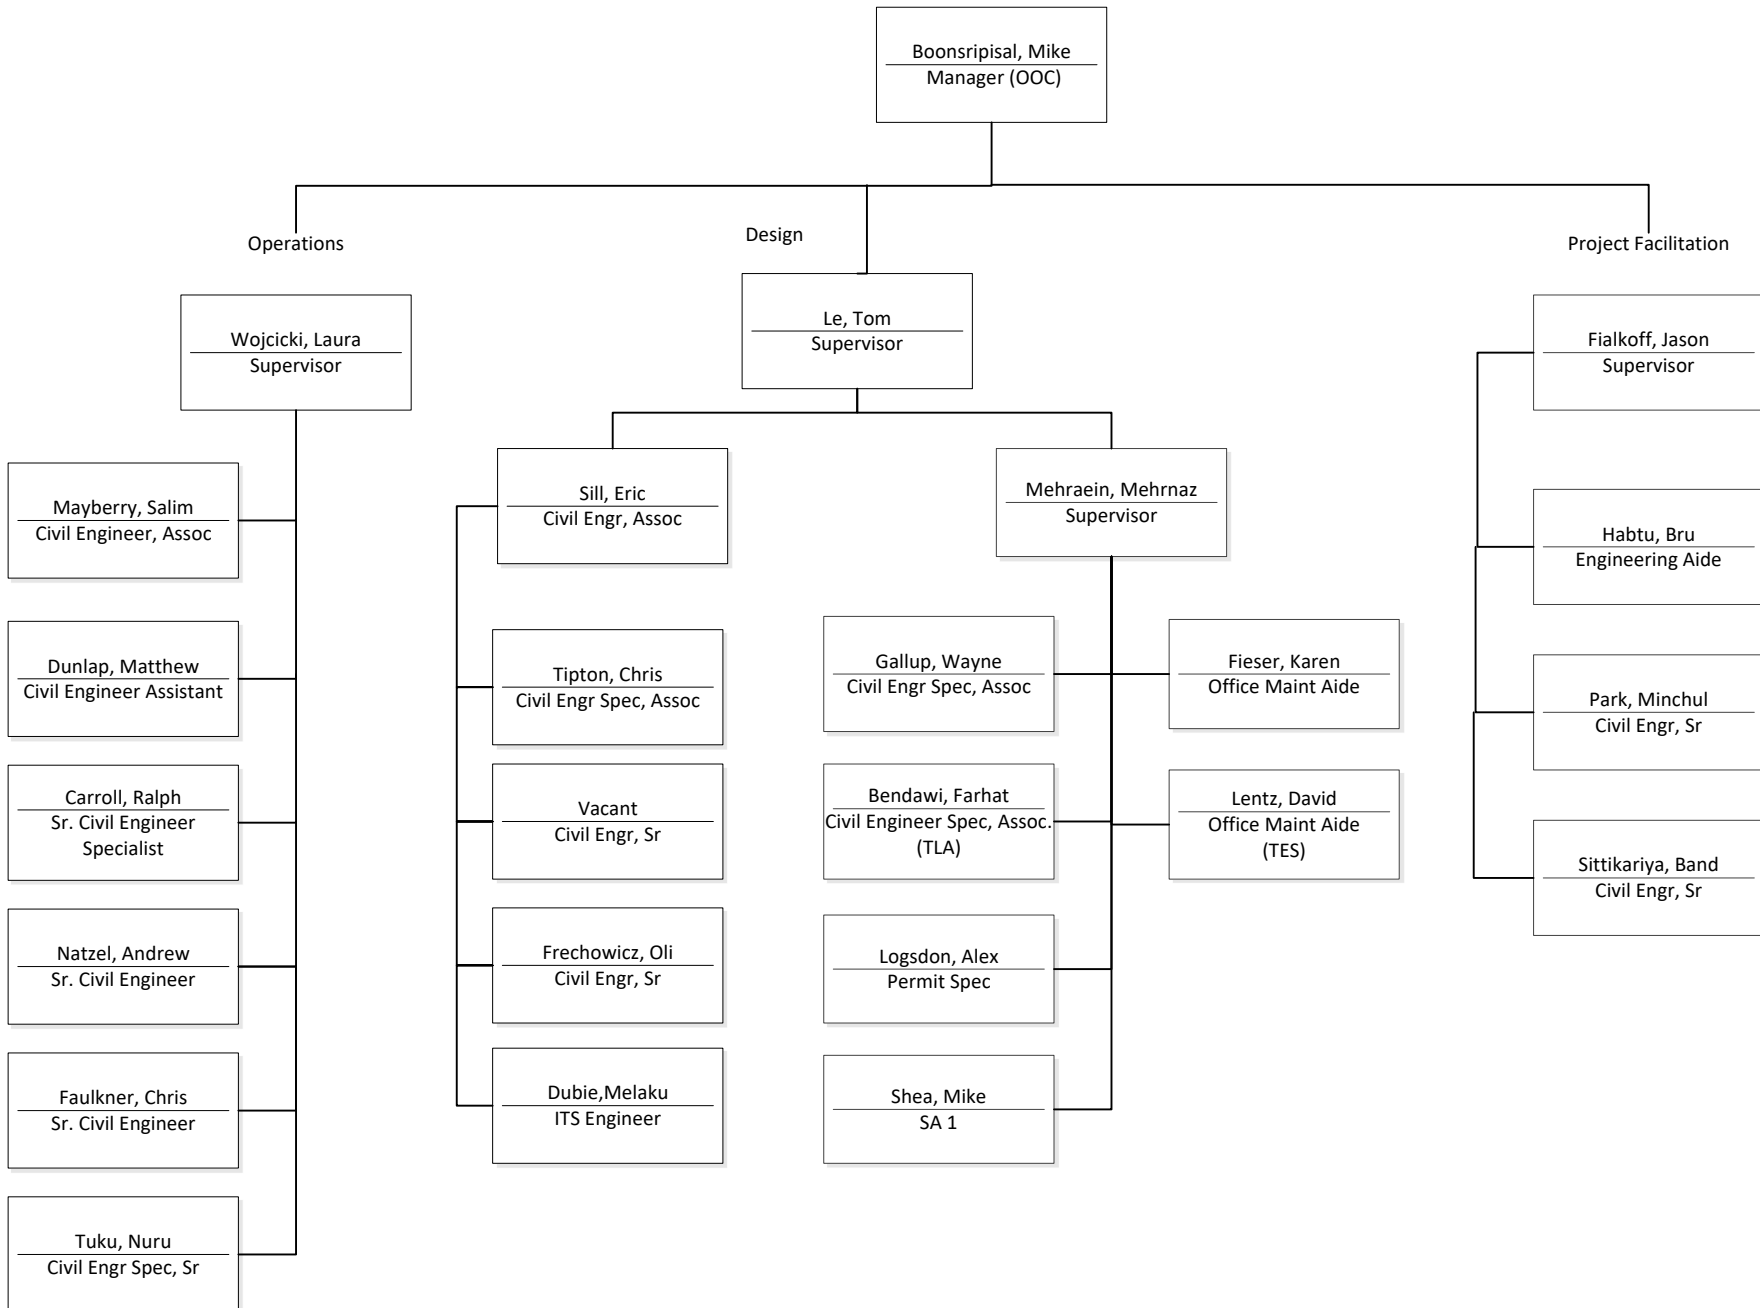 Boonsripisal, Mike
Manager (OOC)
Operations
Design
Project Facilitation
Wojcicki, Laura
Supervisor
Le, Tom
Supervisor
Fialkoff, Jason
Supervisor
Mayberry, Salim
Civil Engineer, Assoc
Dunlap, Matthew
Civil Engineer Assistant
Carroll, Ralph
Sr. Civil Engineer
Specialist
Natzel, Andrew
Sr. Civil Engineer
Faulkner, Chris
Sr. Civil Engineer
Tuku, Nuru
Civil Engr Spec, Sr
Sill, Eric
Civil Engr, Assoc
Tipton, Chris
Civil Engr Spec, Assoc
Vacant
Civil Engr, Sr
Frechowicz, Oli
Civil Engr, Sr
Dubie,Melaku
ITS Engineer
Mehraein, Mehrnaz
Supervisor
Gallup, Wayne
Civil Engr Spec, Assoc
Bendawi, Farhat
Civil Engineer Spec, Assoc.
(TLA)
Logsdon, Alex
Permit Spec
Shea, Mike
SA 1
Fieser, Karen
Office Maint Aide
Lentz, David
Office Maint Aide
(TES)
Habtu, Bru
Engineering Aide
Park, Minchul
Civil Engr, Sr
Sittikariya, Band
Civil Engr, Sr